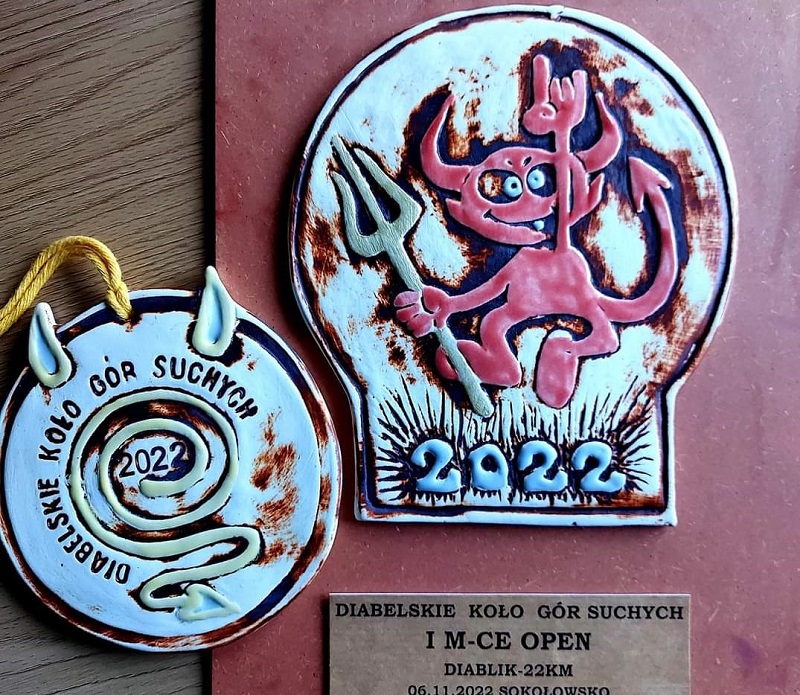 DIABELSKIE KOŁO GÓR SUCHYCH
2022
2022
DIABELSKIE KOŁO GÓR SUCHYCH
I M-CE OPEN
DIABLIK-22KM
06.11.2022 SOKOŁOWSKO